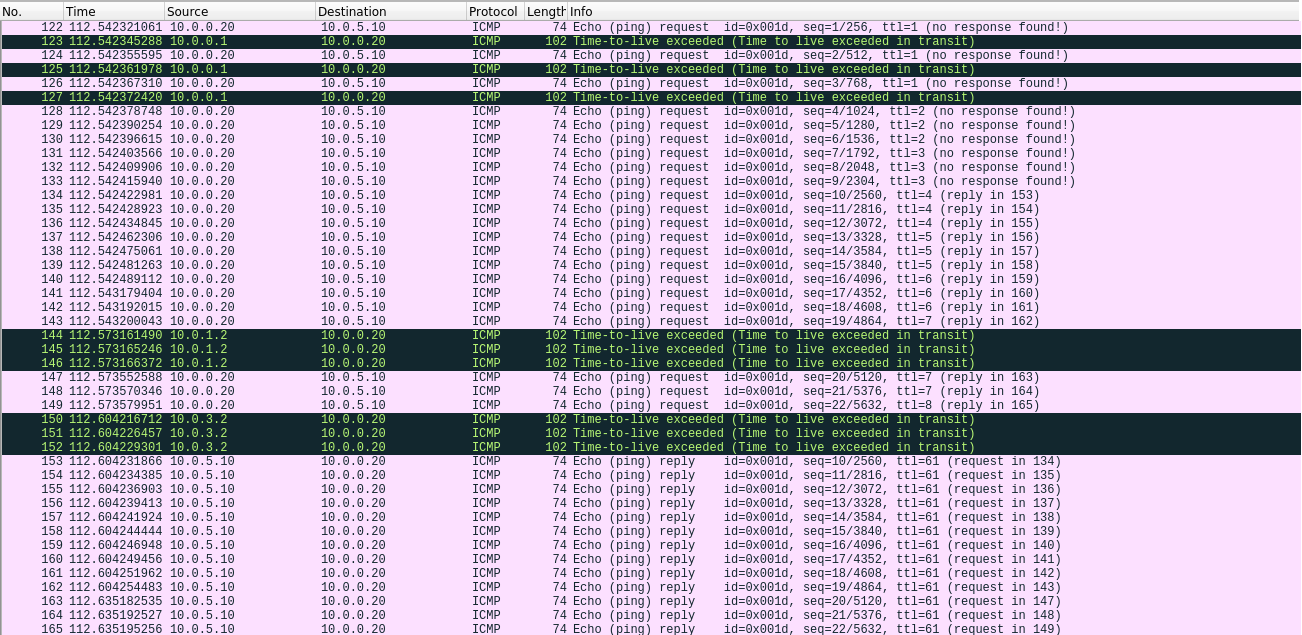 No. Time Source Destination Protocol Length Info
122 112.542321061 10.0.0.20 10.0.5.10 ICMP 74 Echo (ping) request id=0x001d, seq=1/256, ttl=1 (no response found!)
123 112.542345288 10.0.0.1 10.0.0.20 ICMP 102 Time-to-live exceeded (Time to live exceeded in transit)
124 112.542355595 10.0.0.20 10.0.5.10 ICMP 74 Echo (ping) request id=0x001d, seq=2/512, ttl=1 (no response found!)
125 112.542361978 10.0.0.1 10.0.0.20 ICMP 102 Time-to-live exceeded (Time to live exceeded in transit)
126 112.542367310 10.0.0.20 10.0.5.10 ICMP 74 Echo (ping) request id=0x001d, seq=3/768, ttl=1 (no response found!)
127 112.542372420 10.0.0.1 10.0.0.20 ICMP 102 Time-to-live exceeded (Time to live exceeded in transit)
128 112.542378748 10.0.0.20 10.0.5.10 ICMP 74 Echo (ping) request id=0x001d, seq=4/1024, ttl=2 (no response found!)
129 112.542390254 10.0.0.20 10.0.5.10 ICMP 74 Echo (ping) request id=0x001d, seq=5/1280, ttl=2 (no response found!)
130 112.542396615 10.0.0.20 10.0.5.10 ICMP 74 Echo (ping) request id=0x001d, seq=6/1536, ttl=2 (no response found!)
131 112.542403566 10.0.0.20 10.0.5.10 ICMP 74 Echo (ping) request id=0x001d, seq=7/1792, ttl=3 (no response found!)
132 112.542409906 10.0.0.20 10.0.5.10 ICMP 74 Echo (ping) request id=0x001d, seq=8/2048, ttl=3 (no response found!)
133 112.542415940 10.0.0.20 10.0.5.10 ICMP 74 Echo (ping) request id=0x001d, seq=9/2304, ttl=3 (no response found!)
134 112.542422981 10.0.0.20 10.0.5.10 ICMP 74 Echo (ping) request id=0x001d, seq=10/2560, ttl=4 (reply in 153)
135 112.542428923 10.0.0.20 10.0.5.10 ICMP 74 Echo (ping) request id=0x001d, seq=11/2816, ttl=4 (reply in 154)
136 112.542434845 10.0.0.20 10.0.5.10 ICMP 74 Echo (ping) request id=0x001d, seq=12/3072, ttl=4 (reply in 155)
137 112.542462306 10.0.0.20 10.0.5.10 ICMP 74 Echo (ping) request id=0x001d, seq=13/3328, ttl=5 (reply in 156)
138 112.542475061 10.0.0.20 10.0.5.10 ICMP 74 Echo (ping) request id=0x001d, seq=14/3584, ttl=5 (reply in 157)
139 112.542481263 10.0.0.20 10.0.5.10 ICMP 74 Echo (ping) request id=0x001d, seq=15/3840, ttl=5 (reply in 158)
140 112.542489112 10.0.0.20 10.0.5.10 ICMP 74 Echo (ping) request id=0x001d, seq=16/4096, ttl=6 (reply in 159)
141 112.543179404 10.0.0.20 10.0.5.10 ICMP 74 Echo (ping) request id=0x001d, seq=17/4352, ttl=6 (reply in 160)
142 112.543192015 10.0.0.20 10.0.5.10 ICMP 74 Echo (ping) request id=0x001d, seq=18/4608, ttl=6 (reply in 161)
143 112.543200043 10.0.0.20 10.0.5.10 ICMP 74 Echo (ping) request id=0x001d, seq=19/4864, ttl=7 (reply in 162)
144 112.573161490 10.0.1.2 10.0.0.20 ICMP 102 Time-to-live exceeded (Time to live exceeded in transit)
145 112.573165246 10.0.1.2 10.0.0.20 ICMP 102 Time-to-live exceeded (Time to live exceeded in transit)
146 112.573166372 10.0.1.2 10.0.0.20 ICMP 102 Time-to-live exceeded (Time to live exceeded in transit)
147 112.573552588 10.0.0.20 10.0.5.10 ICMP 74 Echo (ping) request id=0x001d, seq=20/5120, ttl=7 (reply in 163)
148 112.573570346 10.0.0.20 10.0.5.10 ICMP 74 Echo (ping) request id=0x001d, seq=21/5376, ttl=7 (reply in 164)
149 112.573579951 10.0.0.20 10.0.5.10 ICMP 74 Echo (ping) request id=0x001d, seq=22/5632, ttl=8 (reply in 165)
150 112.604216712 10.0.3.2 10.0.0.20 ICMP 102 Time-to-live exceeded (Time to live exceeded in transit)
151 112.604226457 10.0.3.2 10.0.0.20 ICMP 102 Time-to-live exceeded (Time to live exceeded in transit)
152 112.604229301 10.0.3.2 10.0.0.20 ICMP 102 Time-to-live exceeded (Time to live exceeded in transit)
153 112.604231866 10.0.5.10 10.0.0.20 ICMP 74 Echo (ping) reply id=0x001d, seq=10/2560, ttl=61 (request in 134)
154 112.604234385 10.0.5.10 10.0.0.20 ICMP 74 Echo (ping) reply id=0x001d, seq=11/2816, ttl=61 (request in 135)
155 112.604236903 10.0.5.10 10.0.0.20 ICMP 74 Echo (ping) reply id=0x001d, seq=12/3072, ttl=61 (request in 136)
156 112.604239413 10.0.5.10 10.0.0.20 ICMP 74 Echo (ping) reply id=0x001d, seq=13/3328, ttl=61 (request in 137)
157 112.604241924 10.0.5.10 10.0.0.20 ICMP 74 Echo (ping) reply id=0x001d, seq=14/3584, ttl=61 (request in 138)
158 112.604244444 10.0.5.10 10.0.0.20 ICMP 74 Echo (ping) reply id=0x001d, seq=15/3840, ttl=61 (request in 139)
159 112.604246948 10.0.5.10 10.0.0.20 ICMP 74 Echo (ping) reply id=0x001d, seq=16/4096, ttl=61 (request in 140)
160 112.604249456 10.0.5.10 10.0.0.20 ICMP 74 Echo (ping) reply id=0x001d, seq=17/4352, ttl=61 (request in 141)
161 112.604251962 10.0.5.10 10.0.0.20 ICMP 74 Echo (ping) reply id=0x001d, seq=18/4608, ttl=61 (request in 142)
162 112.604254483 10.0.5.10 10.0.0.20 ICMP 74 Echo (ping) reply id=0x001d, seq=19/4864, ttl=61 (request in 143)
163 112.635182535 10.0.5.10 10.0.0.20 ICMP 74 Echo (ping) reply id=0x001d, seq=20/5120, ttl=61 (request in 147)
164 112.635192527 10.0.5.10 10.0.0.20 ICMP 74 Echo (ping) reply id=0x001d, seq=21/5376, ttl=61 (request in 148)
165 112.635195256 10.0.5.10 10.0.0.20 ICMP 74 Echo (ping) reply id=0x001d, seq=22/5632, ttl=61 (request in 149)